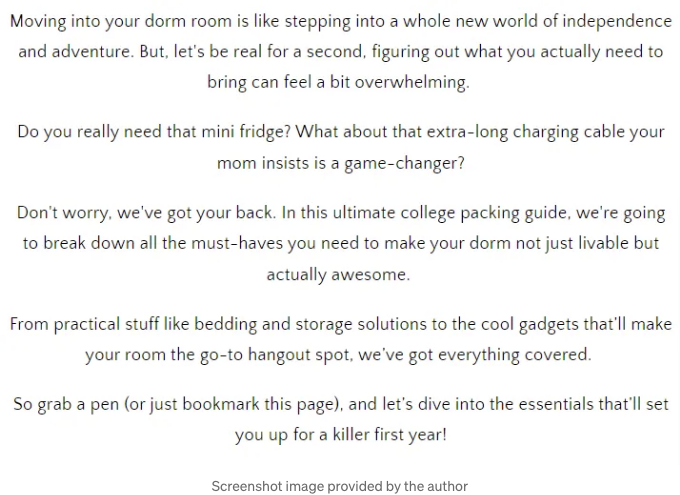 Moving into your dorm room is like stepping into a whole new world of independence
and adventure. But, let's be real for a second, figuring out what you actually need to
bring can feel a bit overwhelming.
Do you really need that mini fridge? What about that extra-long charging cable your
mom insists is a game-changer?
Don't worry, we've got your back. In this ultimate college packing guide, we're going
to break down all the must-haves you need to make your dorm not just livable but
actually awesome.
From practical stuff like bedding and storage solutions to the cool gadgets that'll make
your room the go-to hangout spot, we've got everything covered.
So grab a pen (or just bookmark this page), and let's dive into the essentials that'll set
you up for a killer first year!
Screenshot image provided by the author